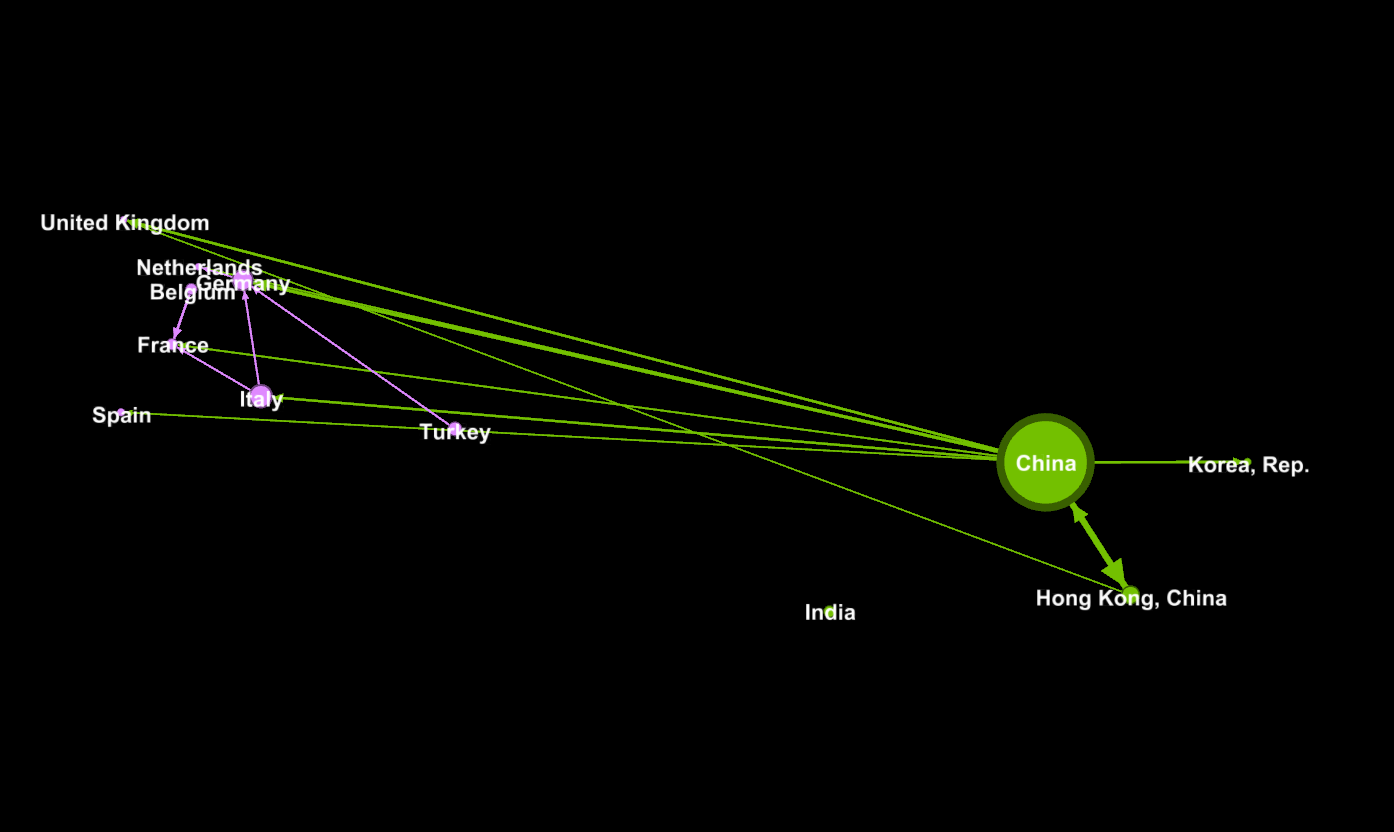 United Kingdom
Netherlands
Germany
Belgium
France
Italy
Spain
Turkey
China
Korea, Rep.
Hong Kong, China
India